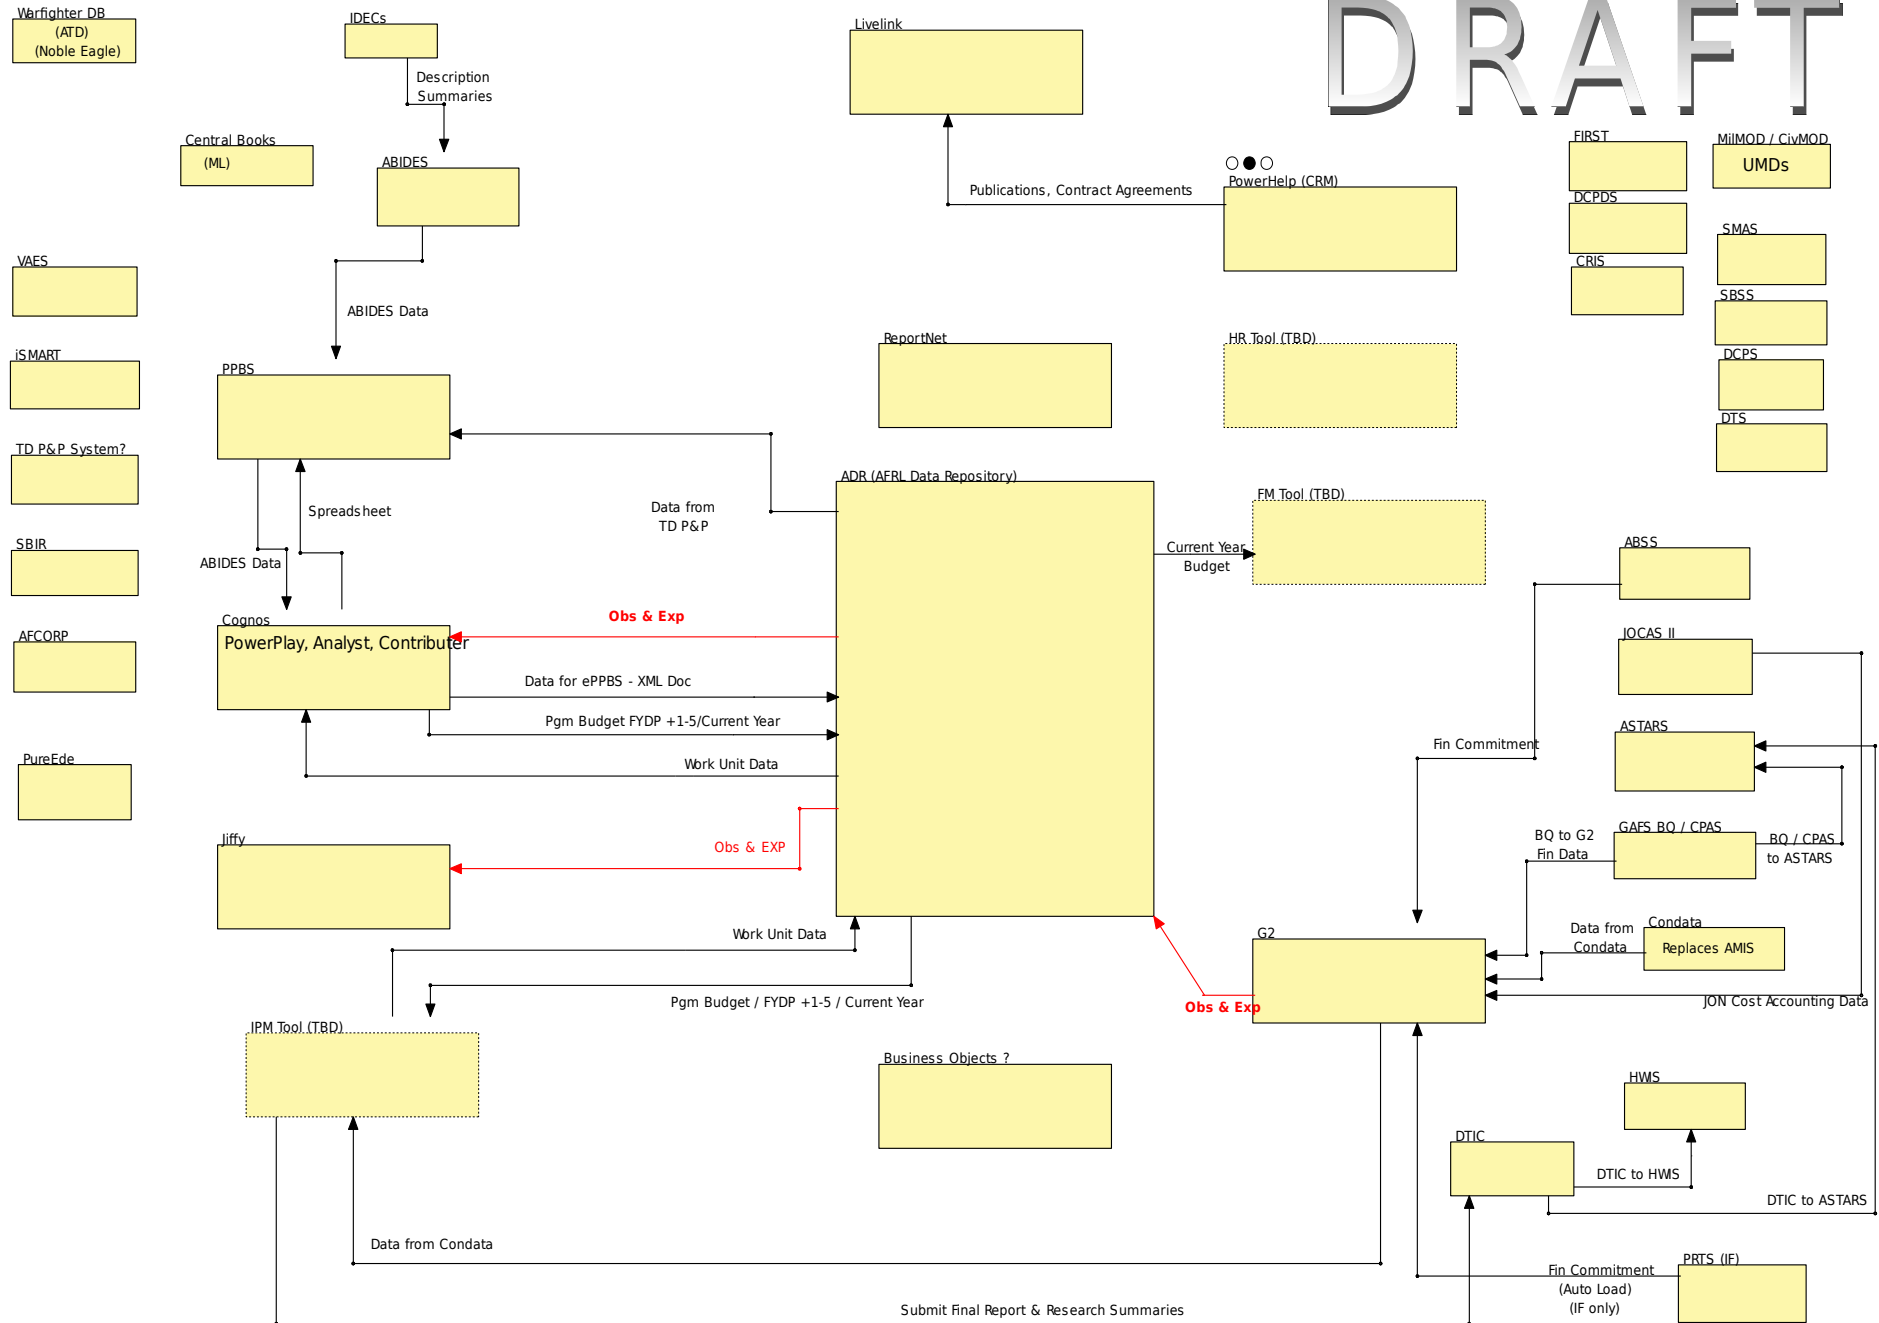 DRAFT
Warfighter DB
(ATD)
(Noble Eagle)
IDECs
Description
Summaries
Livelink
Central Books
(ML)
ABIDES
Publications, Contract Agreements
PowerHelp (CRM)
FIRST
MilMOD / CivMOD
UMDs
DCPDS
SMAS
CRIS
SBSS
DCPS
DTS
VAES
ABIDES Data
iSMART
PPBS
ReportNet
HR Tool (TBD)
TD P&P System?
Spreadsheet
ABIDES Data
Data from
TD P&P
ADR (AFRL Data Repository)
FM Tool (TBD)
Current Year
Budget
SBIR
ABSS
AFCORP
Cognos
PowerPlay, Analyst, Contributer
Obs & Exp
JOCAS II
Data for ePPBS - XML Doc
Pgm Budget FYDP +1-5/Current Year
Work Unit Data
Fin Commitment
ASTARS
PureEde
Jiffy
Obs & EXP
BQ to G2
Fin Data
GAFS BQ / CPAS
BQ / CPAS
to ASTARS
Work Unit Data
G2
Data from
Condata
Condata
Replaces AMIS
Pgm Budget / FYDP +1-5 / Current Year
Obs & Exp
JON Cost Accounting Data
IPM Tool (TBD)
Business Objects ?
HWIS
DTIC
DTIC to HWIS
DTIC to ASTARS
Data from Condata
PRTS (IF)
Fin Commitment
(Auto Load)
(IF only)
Submit Final Report & Research Summaries